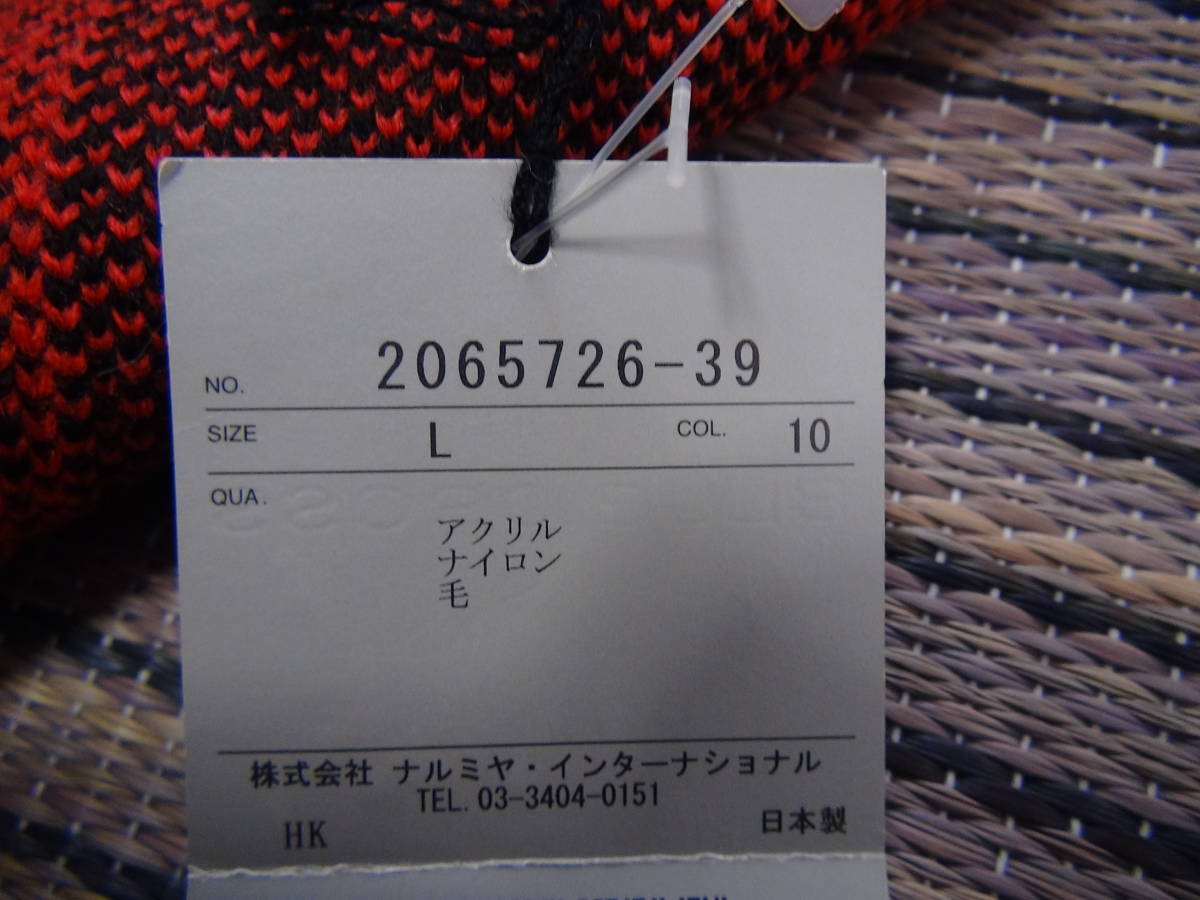 NO. 2065726-39
SIZE L COL. 10
QUA.
アクリル
ナイロン
毛
株式会社 ナルミヤ・インターナショナル
TEL. 03-3404-0151
HK 日本製